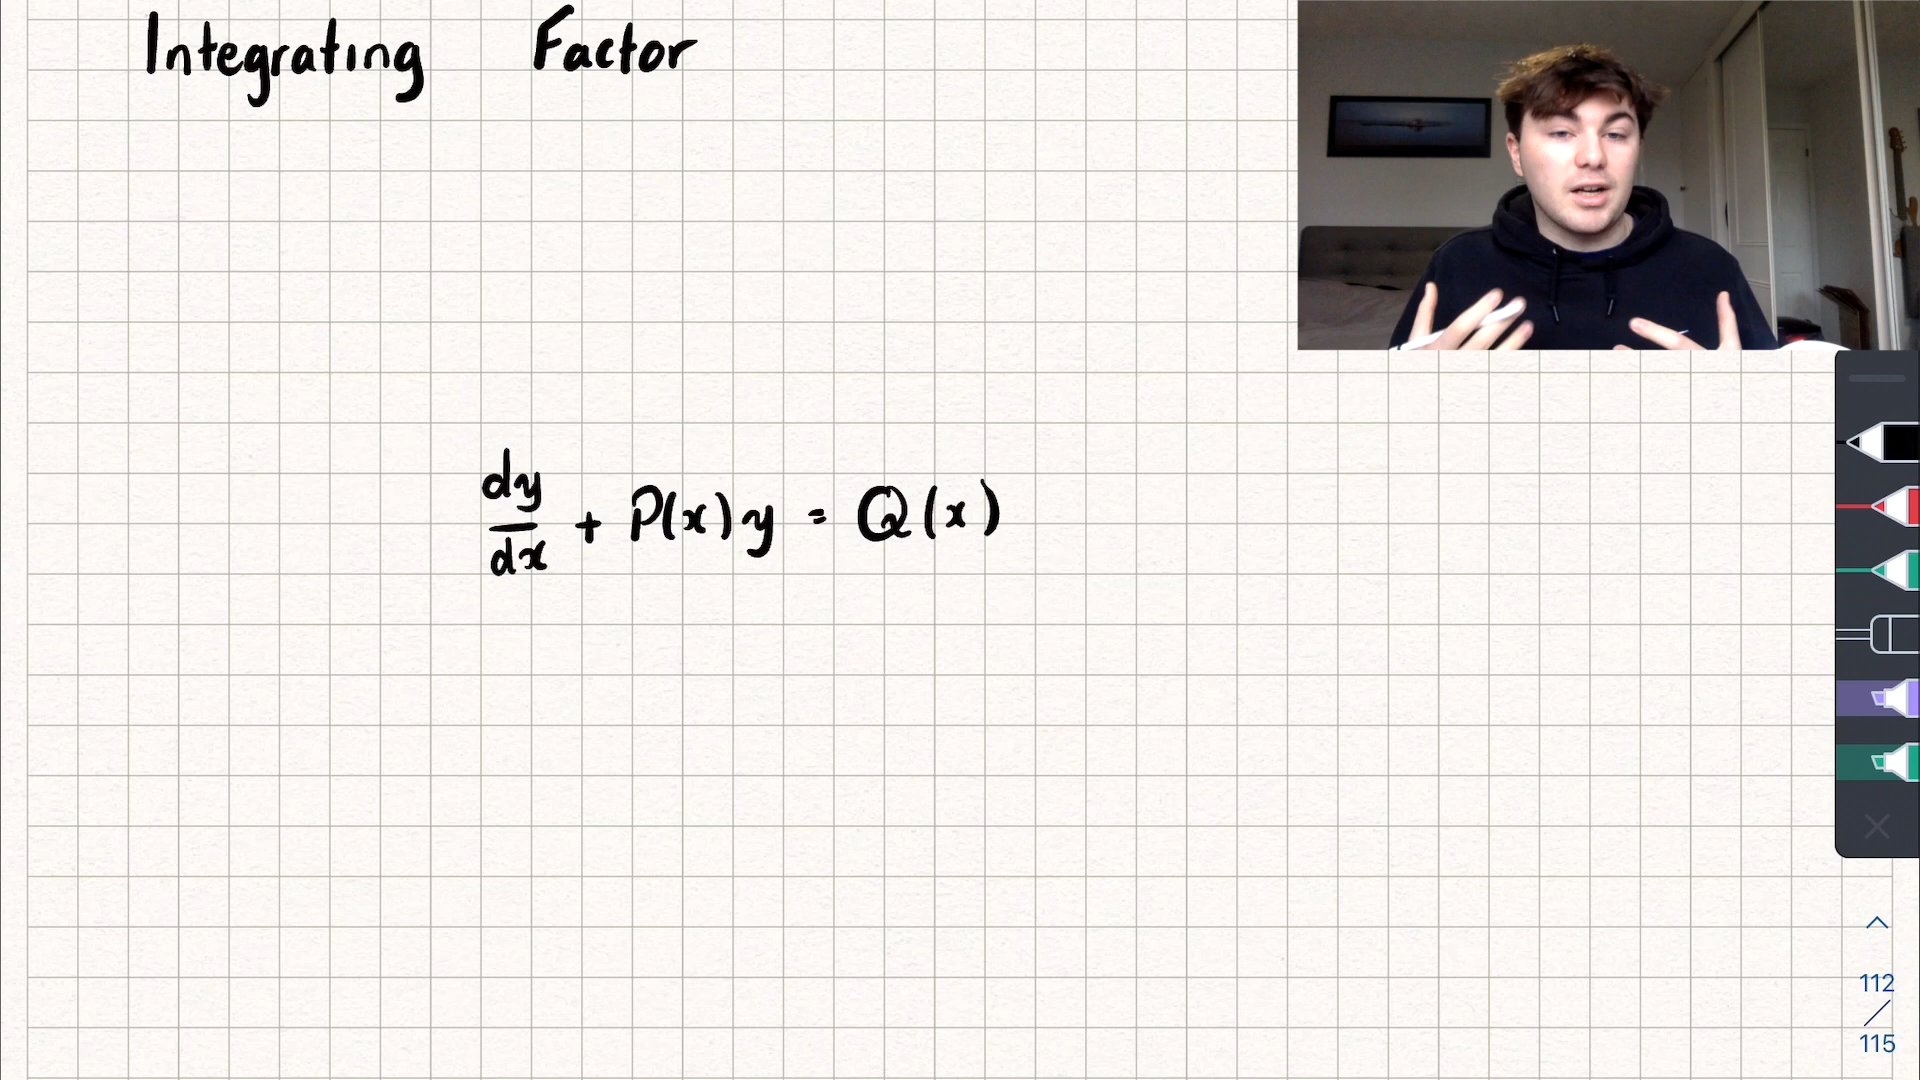 Integrating Factor
dy/dx + P(x)y = Q(x)
112
/
115